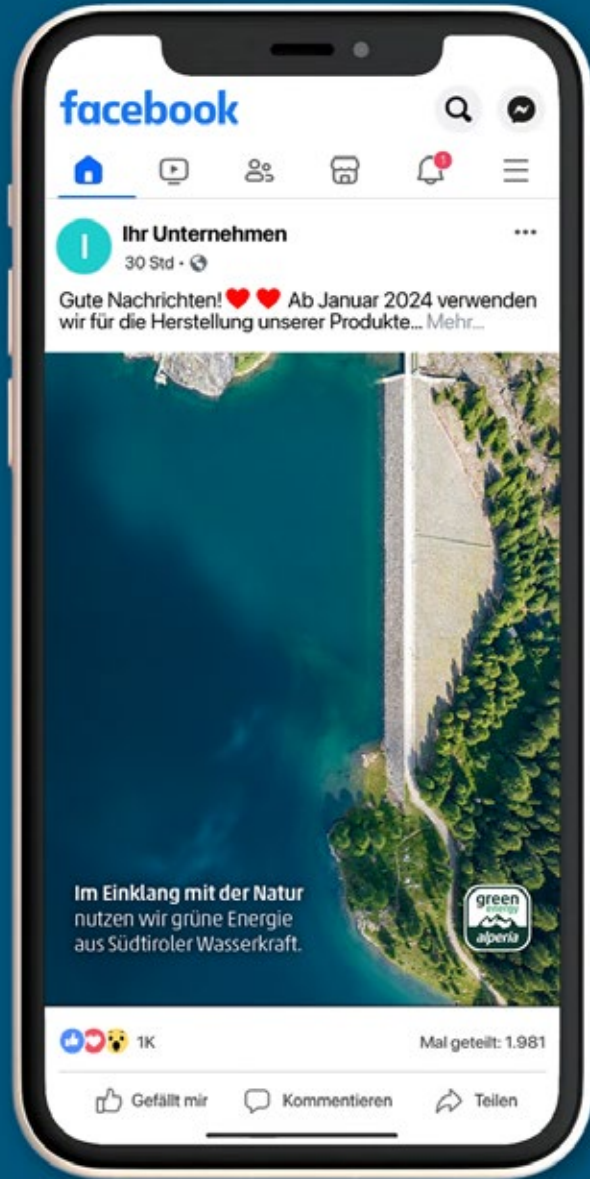 facebook
1
I
Ihr Unternehmen
30 Std •
Gute Nachrichten! ❤️ ❤️ Ab Januar 2024 verwenden
wir für die Herstellung unserer Produkte... Mehr...
Im Einklang mit der Natur
nutzen wir grüne Energie
aus Südtiroler Wasserkraft.
green
energy
alperia
1K
Mal geteilt: 1.981
Gefällt mir
Kommentieren
Teilen